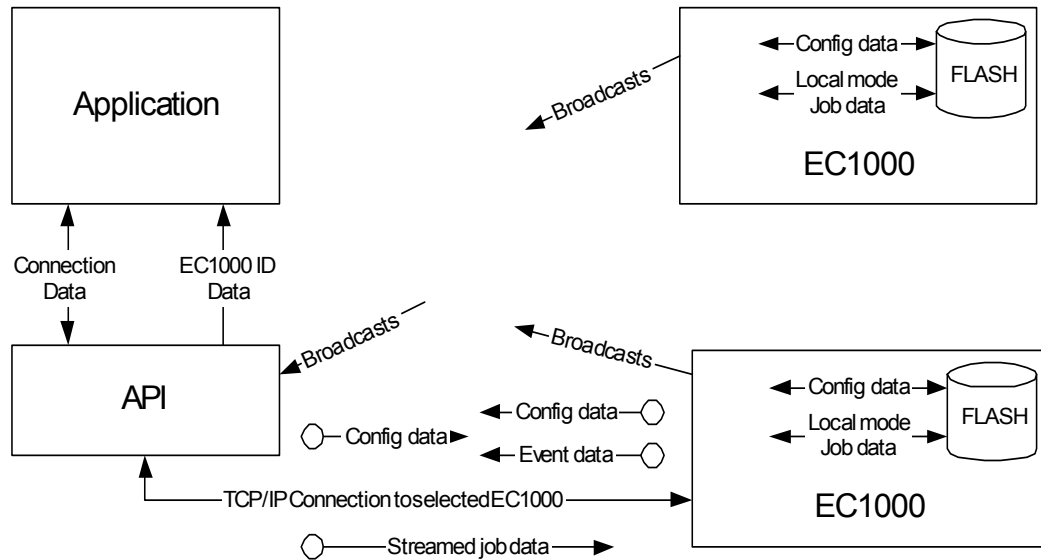 Application
Broadcasts
Config data
Local mode
Job data
FLASH
EC1000
Connection
Data
EC1000 ID
Data
API
Broadcasts
Broadcasts
Config data
Config data
Event data
TCP/IP Connection to selected EC1000
Streamed job data
Config data
Local mode
Job data
FLASH
EC1000